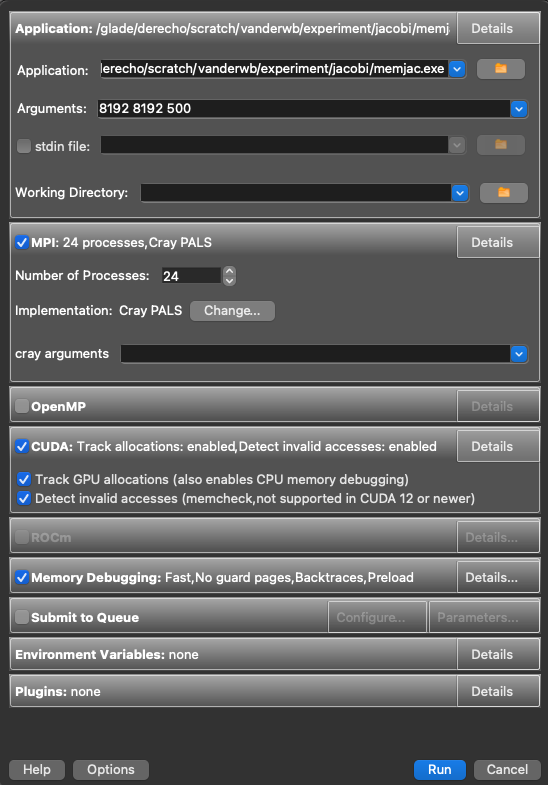 Application: /glade/derecho/scratch/vanderwb/experiment/jacobi/memj
Details
Application: derecho/scratch/vanderwb/experiment/jacobi/memjac.exe
Arguments: 8192 8192 500
stdin file:
Working Directory:
MPI: 24 processes,Cray PALS
Details
Number of Processes: 24
Implementation: Cray PALS Change...
cray arguments
OpenMP
Details
CUDA: Track allocations: enabled,Detect invalid accesses: enabled
Details
Track GPU allocations (also enables CPU memory debugging)
Detect invalid accesses (memcheck,not supported in CUDA 12 or newer)
ROCm
Details...
Memory Debugging: Fast,No guard pages,Backtraces,Preload
Details...
Submit to Queue
Configure...
Parameters...
Environment Variables: none
Details
Plugins: none
Details
Help
Options
Run
Cancel